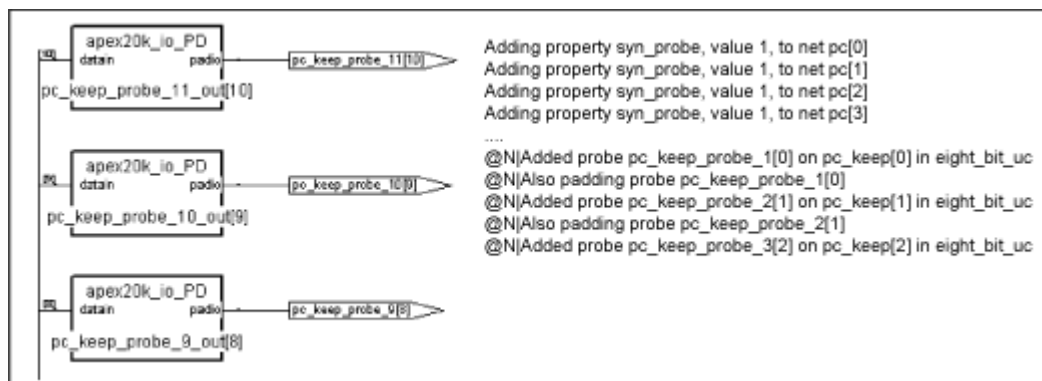 apex20k_io_PD
datain padio
pc_keep_probe_11[10]
pc_keep_probe_11_out[10]
apex20k_io_PD
datain padio
pc_keep_probe_10[9]
pc_keep_probe_10_out[9]
apex20k_io_PD
datain padio
pc_keep_probe_9[8]
pc_keep_probe_9_out[8]
Adding property syn_probe, value 1, to net pc[0]
Adding property syn_probe, value 1, to net pc[1]
Adding property syn_probe, value 1, to net pc[2]
Adding property syn_probe, value 1, to net pc[3]
....
@N|Added probe pc_keep_probe_1[0] on pc_keep[0] in eight_bit_uc
@N|Also padding probe pc_keep_probe_1[0]
@N|Added probe pc_keep_probe_2[1] on pc_keep[1] in eight_bit_uc
@N|Also padding probe pc_keep_probe_2[1]
@N|Added probe pc_keep_probe_3[2] on pc_keep[2] in eight_bit_uc